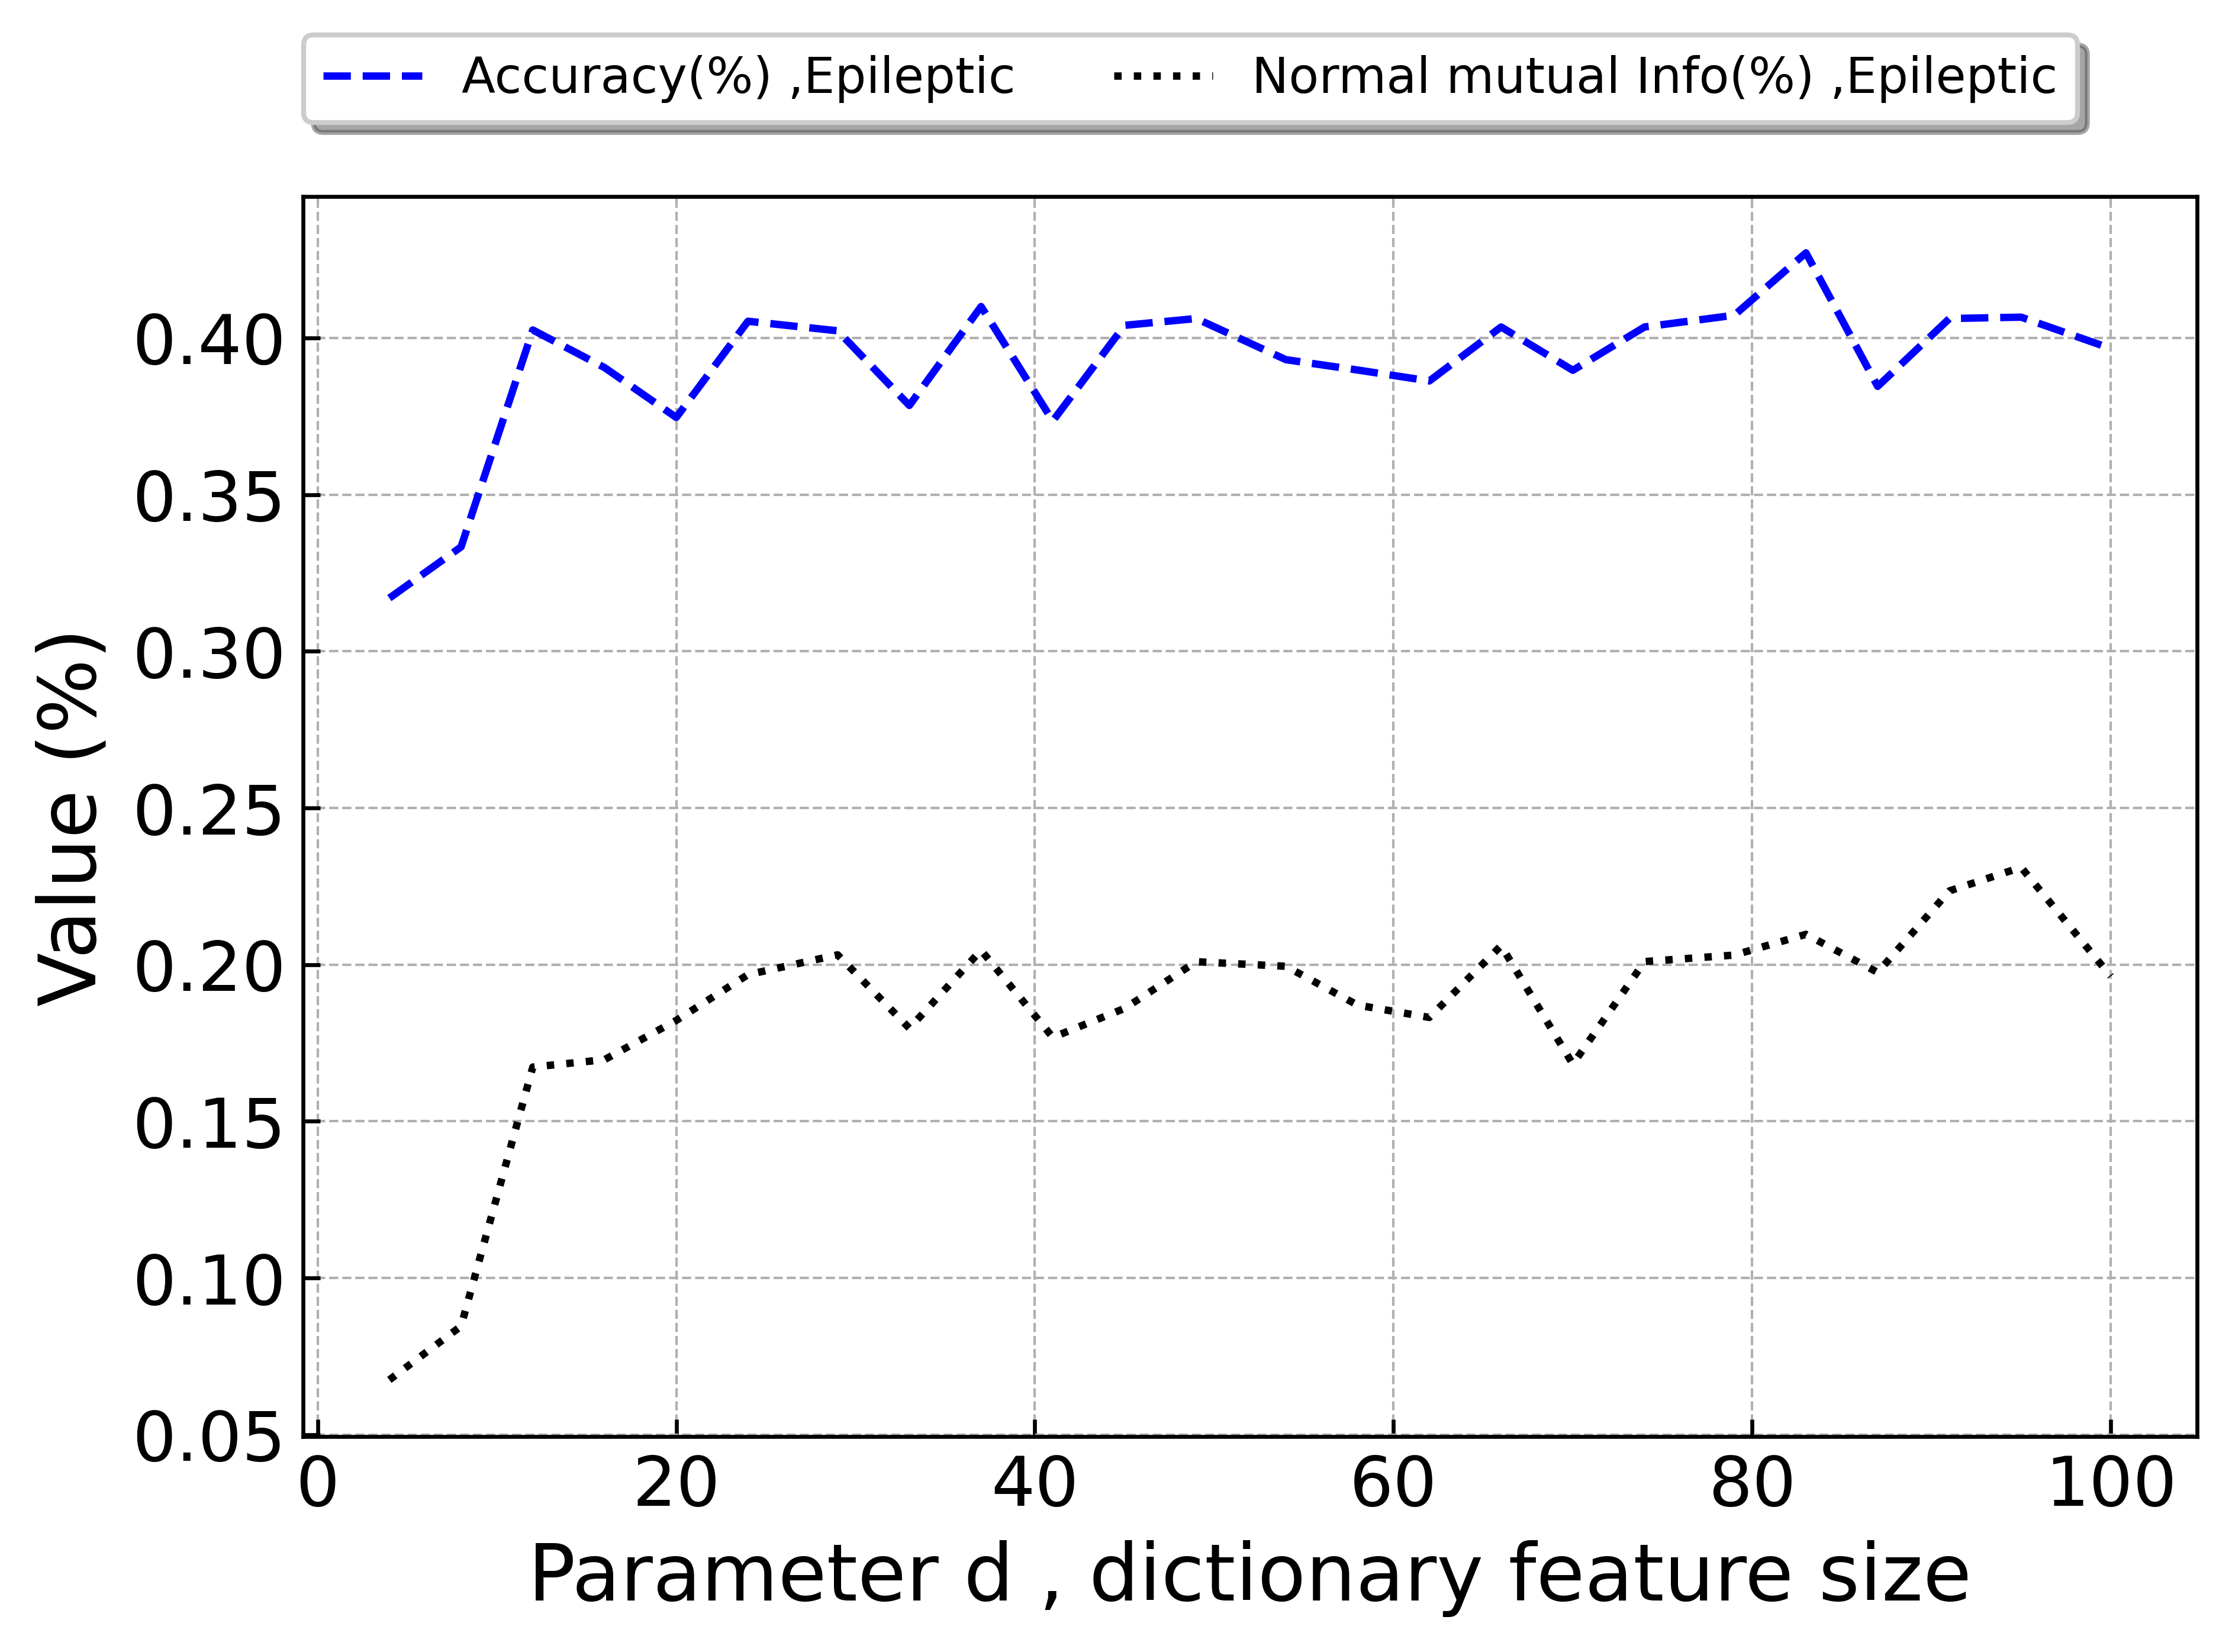 Accuracy(%) ,Epileptic
Normal mutual Info(%) ,Epileptic
Value (%)
0.40
0.35
0.30
0.25
0.20
0.15
0.10
0.05
0 20 40 60 80 100
Parameter d , dictionary feature size